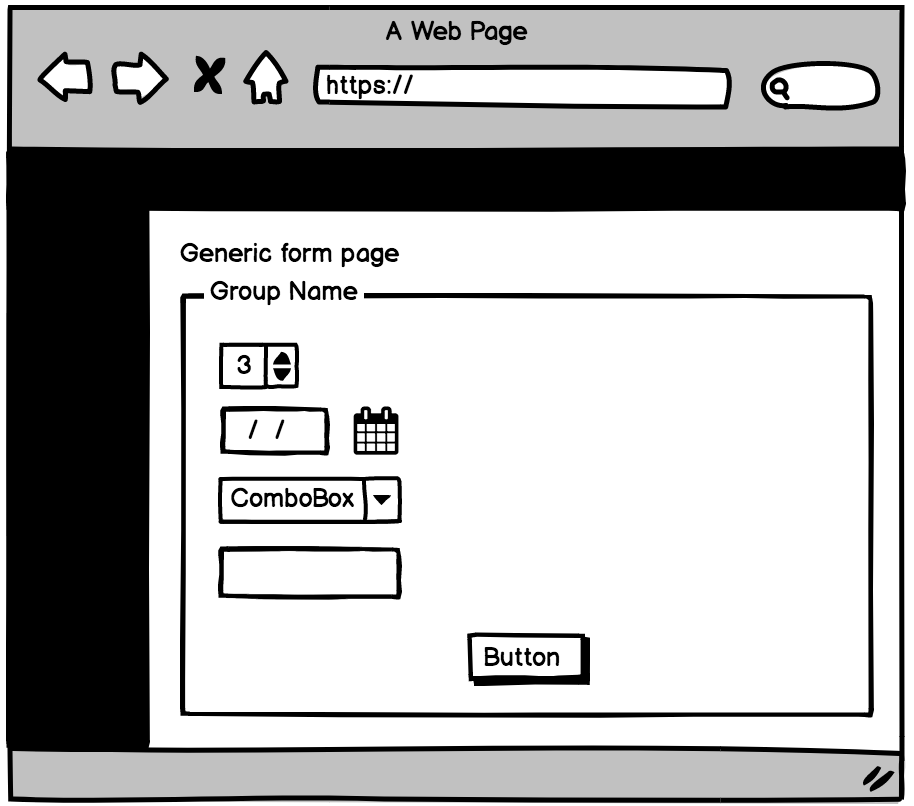 A Web Page
https://
Generic form page
Group Name
3
/ /
ComboBox
Button